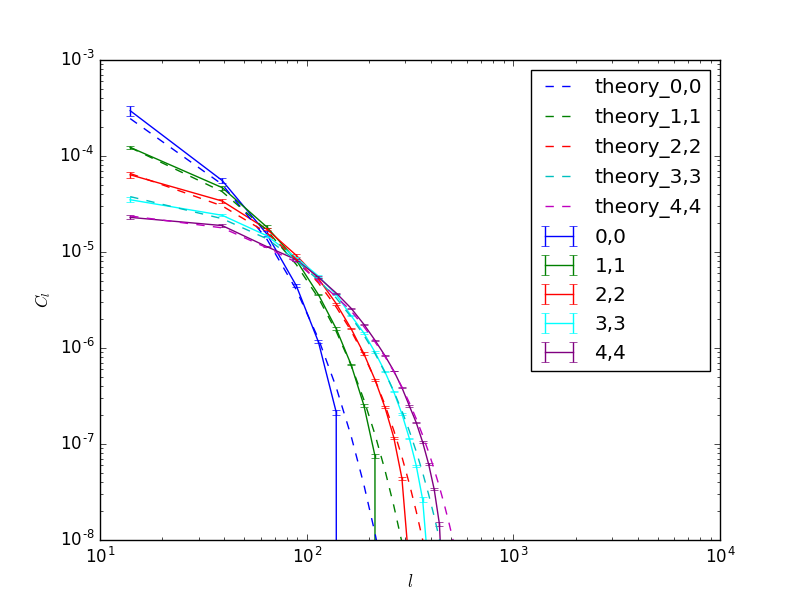 10^-3
10^-4
10^-5
10^-6
10^-7
10^-8
C_l
10^1
10^2
10^3
10^4
l
theory_0,0
theory_1,1
theory_2,2
theory_3,3
theory_4,4
0,0
1,1
2,2
3,3
4,4